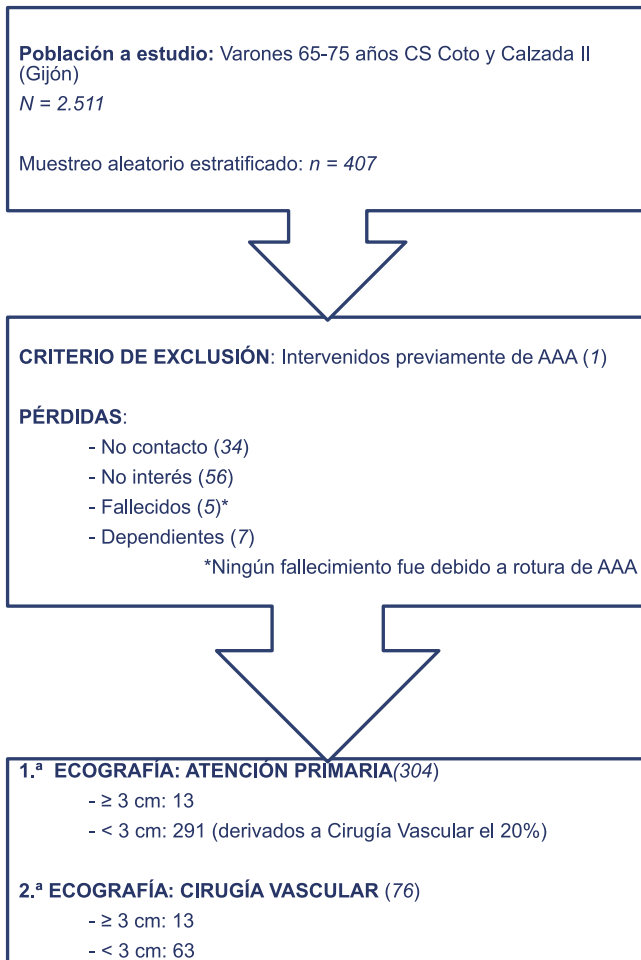 Población a estudio: Varones 65-75 años CS Coto y Calzada II
(Gijón)
N = 2.511
Muestreo aleatorio estratificado: n = 407
CRITERIO DE EXCLUSIÓN: Intervenidos previamente de AAA (1)
PÉRDIDAS:
- No contacto (34)
- No interés (56)
- Fallecidos (5)*
- Dependientes (7)
*Ningún fallecimiento fue debido a rotura de AAA
1.ª ECOGRAFÍA: ATENCIÓN PRIMARIA(304)
- ≥ 3 cm: 13
- < 3 cm: 291 (derivados a Cirugía Vascular el 20%)
2.ª ECOGRAFÍA: CIRUGÍA VASCULAR (76)
- ≥ 3 cm: 13
- < 3 cm: 63